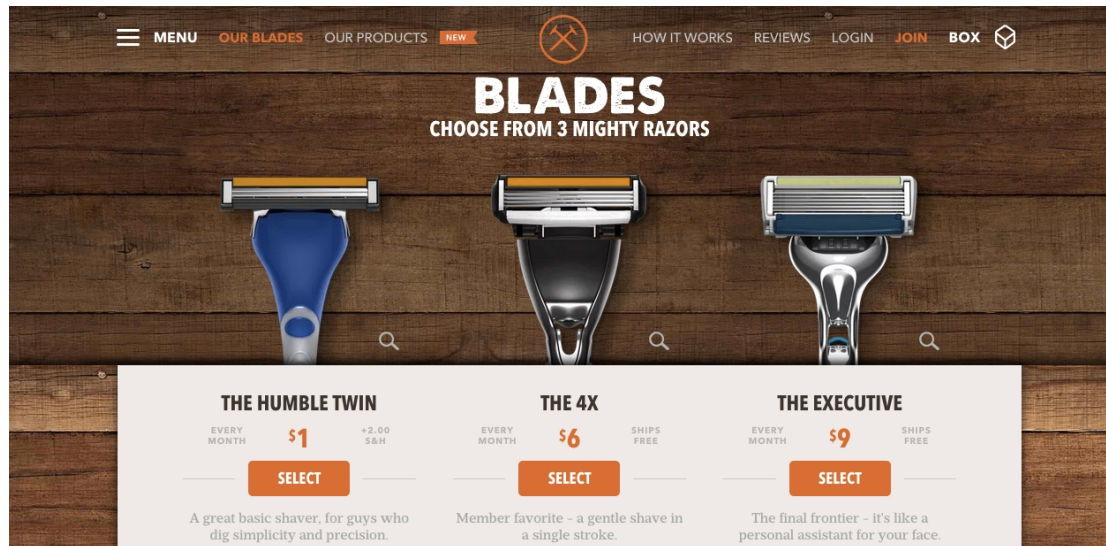 MENU OUR BLADES OUR PRODUCTS NEW HOW IT WORKS REVIEWS LOGIN JOIN BOX
BLADES
CHOOSE FROM 3 MIGHTY RAZORS
THE HUMBLE TWIN
EVERY
MONTH
$1
+2.00
S&H
SELECT
A great basic shaver, for guys who
dig simplicity and precision.
THE 4X
EVERY
MONTH
$6
SHIPS
FREE
SELECT
Member favorite – a gentle shave in
a single stroke.
THE EXECUTIVE
EVERY
MONTH
$9
SHIPS
FREE
SELECT
The final frontier – it's like a
personal assistant for your face.